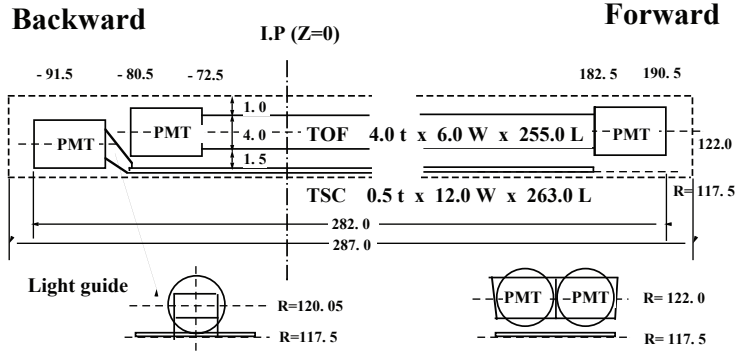 Backward
Forward
I.P (Z=0)
- 91.5 - 80.5 - 72.5
182. 5 190. 5
1. 0
PMT
PMT
4. 0
TOF 4.0 t x 6.0 W x 255.0 L
PMT
122.0
1. 5
TSC 0.5 t x 12.0 W x 263.0 L
R= 117. 5
282. 0
287. 0
Light guide
R=120.05
R=117. 5
PMT PMT
R= 122. 0
R= 117. 5